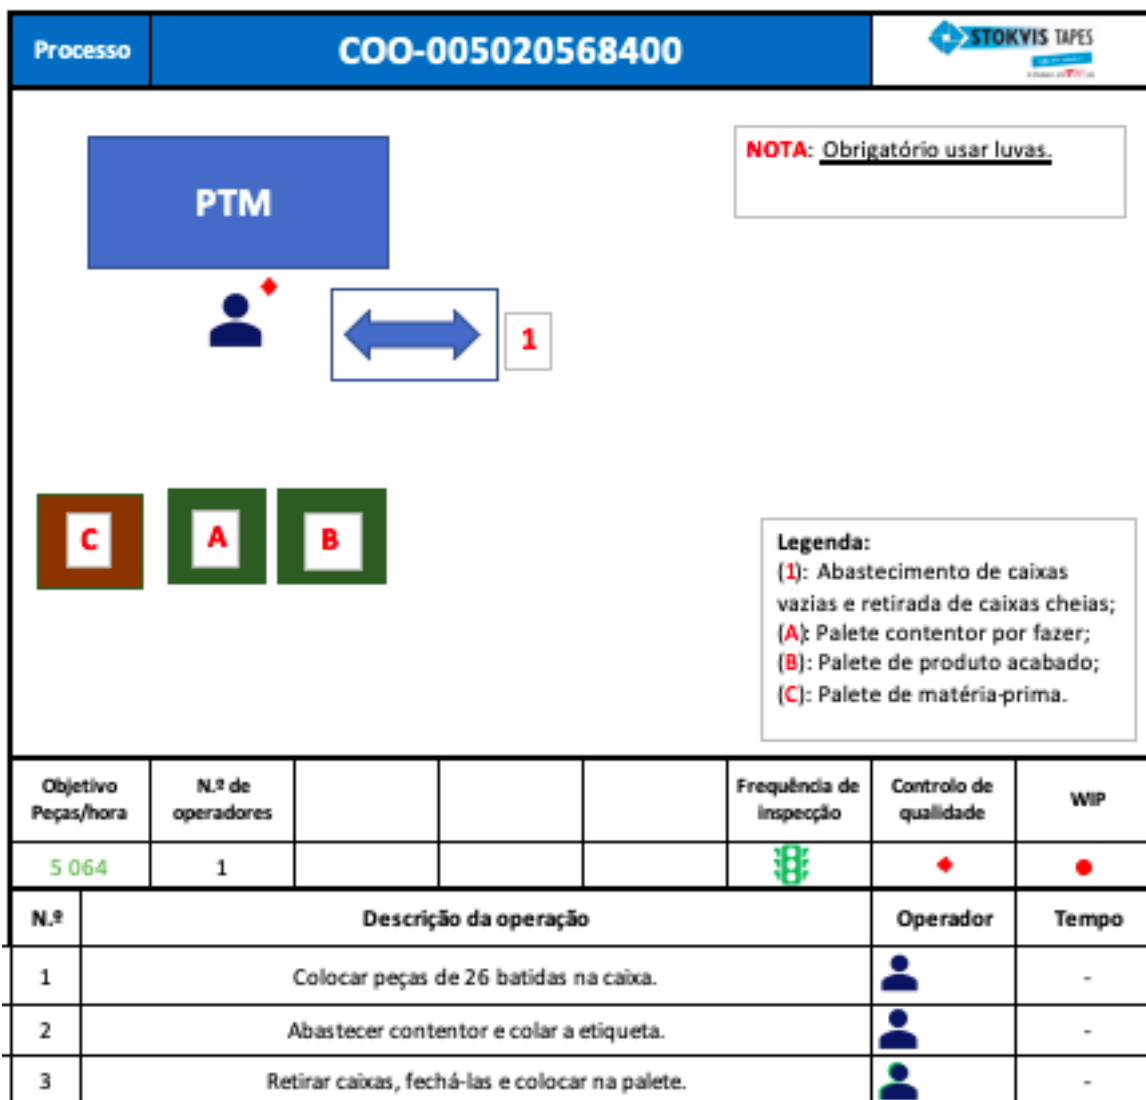 Processo
COO-005020568400
STOKVIS TAPES
PTM
NOTA: Obrigatório usar luvas.
1
C
A
B
Legenda:
(1): Abastecimento de caixas
vazias e retirada de caixas cheias;
(A): Palete contentor por fazer;
(B): Palete de produto acabado;
(C): Palete de matéria-prima.
Objetivo
Peças/hora
N.º de
operadores
Frequência de
inspecção
Controlo de
qualidade
WIP
5 064
1
N.º
Descrição da operação
Operador
Tempo
1
Colocar peças de 26 batidas na caixa.
-
2
Abastecer contentor e colar a etiqueta.
-
3
Retirar caixas, fechá-las e colocar na palete.
-